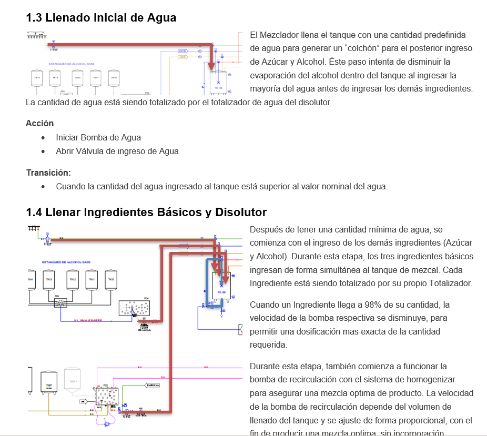 1.3 Llenado Inicial de Agua
El Mezclador llena el tanque con una cantidad predefinida
de agua para generar un "colchón" para el posterior ingreso
de Azúcar y Alcohol. Este paso intenta de disminuir la
evaporación del alcohol dentro del tanque al ingresar la
mayoría del agua antes de ingresar los demás ingredientes.
La cantidad de agua está siendo totalizado por el totalizador de agua del disolutor
Acción
• Iniciar Bomba de Agua
• Abrir Válvula de ingreso de Agua
Transición:
• Cuando la cantidad del agua ingresado al tanque está superior al valor nominal del agua.
1.4 Llenar Ingredientes Básicos y Disolutor
Después de tener una cantidad mínima de agua, se
comienza con el ingreso de los demás ingredientes (Azúcar
y Alcohol). Durante esta etapa, los tres ingredientes básicos
ingresan de forma simultánea al tanque de mezcal. Cada
Ingrediente está siendo totalizado por su propio Totalizador.
Cuando un Ingrediente llega a 98% de su cantidad, la
velocidad de la bomba respectiva se disminuye, para
permitir una dosificación mas exacta de la cantidad
requerida.
Durante esta etapa, también comienza a funcionar la
bomba de recirculación con el sistema de homogenizar
para asegurar una mezcla optima de producto. La velocidad
de la bomba de recirculación depende del volumen de
llenado del tanque y se ajuste de forma proporcional, con el
fin de producir una mezcla optima, sin incorporación